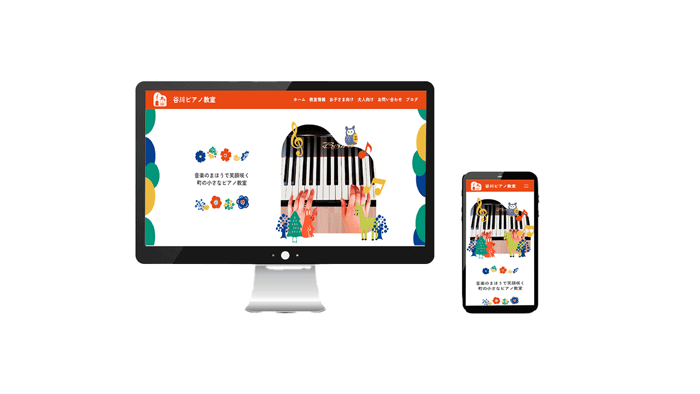 谷川ピアノ教室
ホーム 教室情報 お子さま向け 大人向け お問い合わせ ブログ
音楽のまほうで笑顔咲く
町の小さなピアノ教室
谷川ピアノ教室
音楽のまほうで笑顔咲く
町の小さなピアノ教室